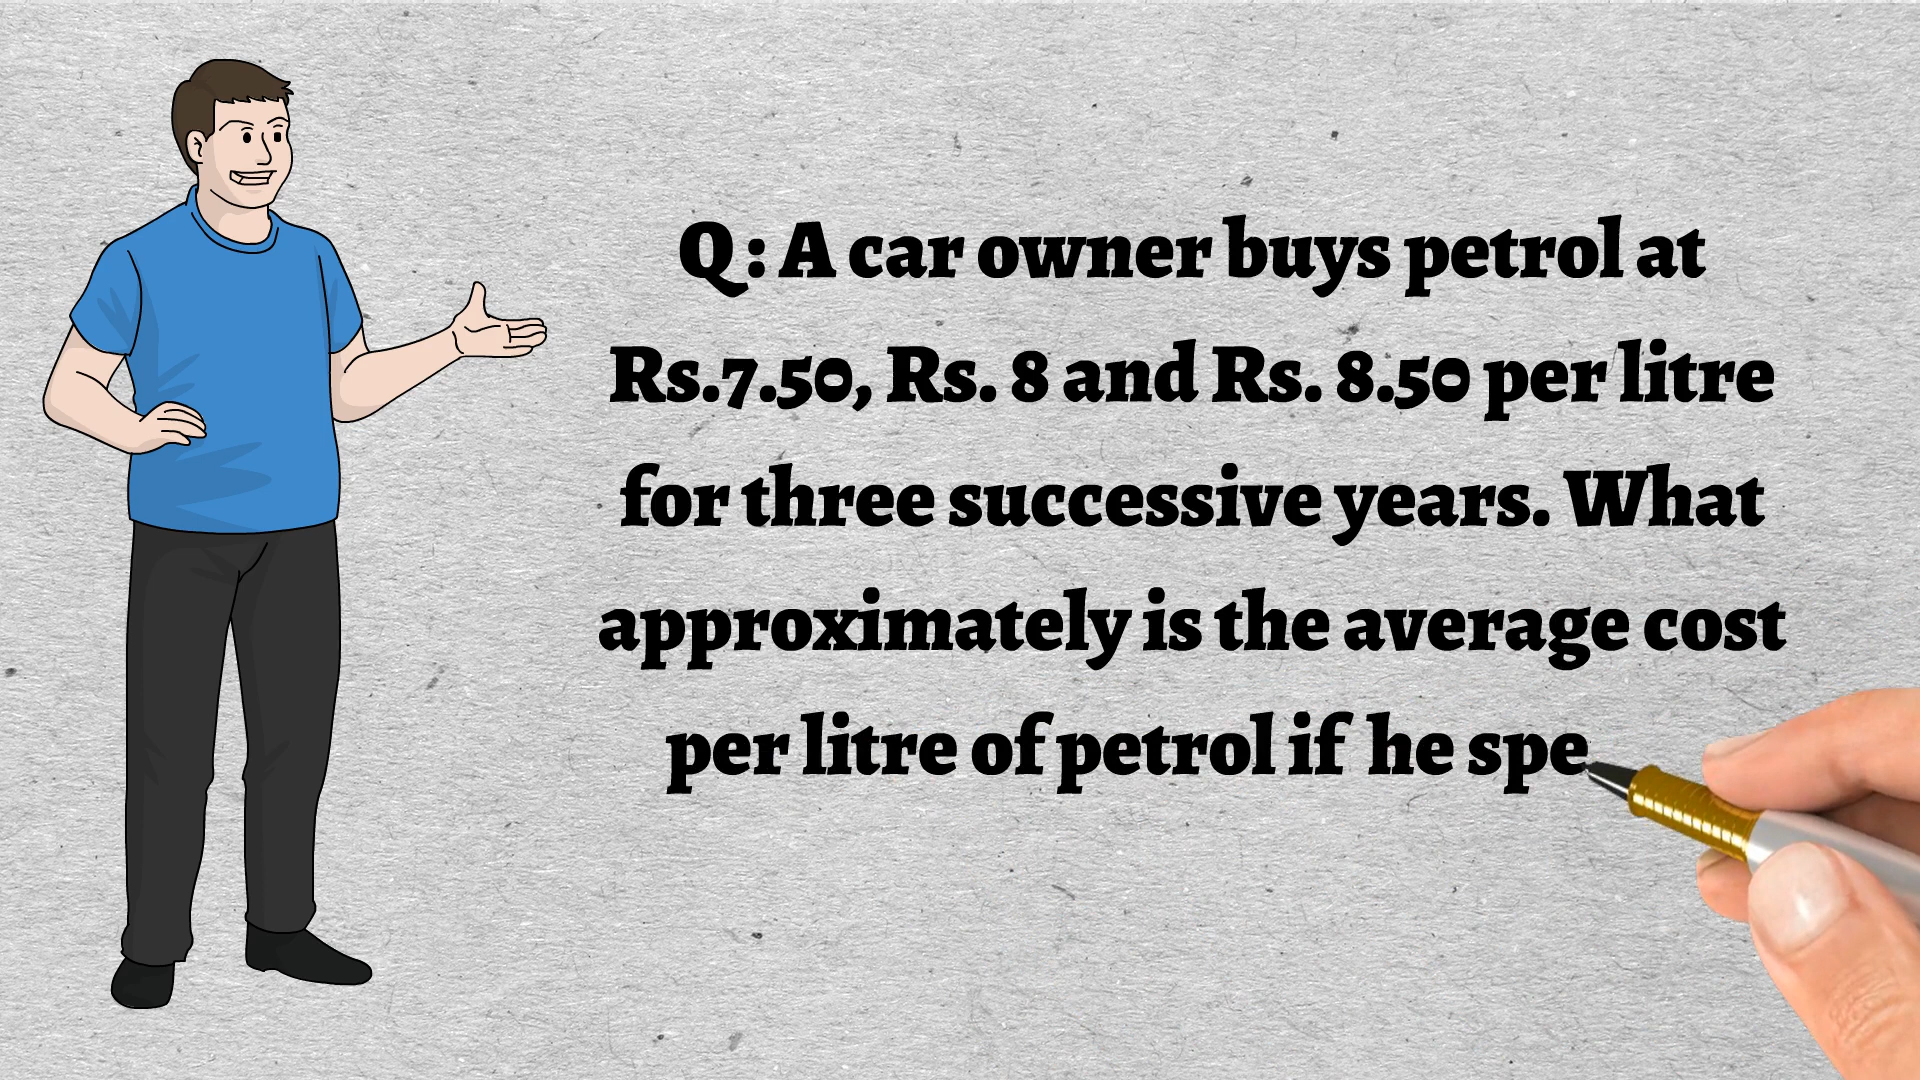 Q : A car owner buys petrol at
Rs.7.50, Rs. 8 and Rs. 8.50 per litre
for three successive years. What
approximately is the average cost
per litre of petrol if he spe